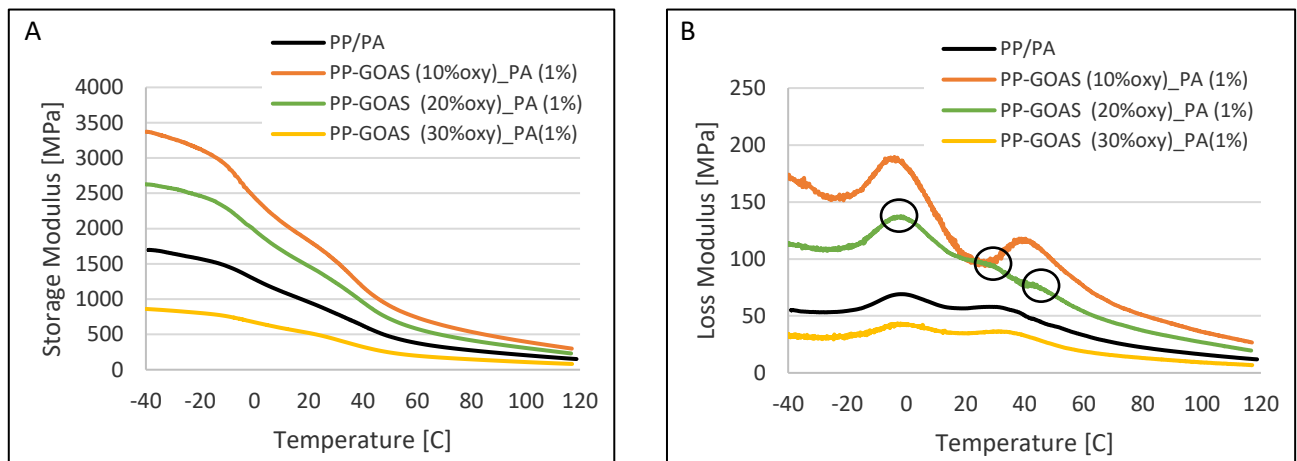 A
PP/PA
PP-GOAS (10%oxy)_PA (1%)
PP-GOAS (20%oxy)_PA (1%)
PP-GOAS (30%oxy)_PA(1%)
4000
3500
3000
2500
2000
1500
1000
500
0
Storage Modulus [MPa]
-40 -20 0 20 40 60 80 100 120
Temperature [C]
B
PP/PA
PP-GOAS (10%oxy)_PA (1%)
PP-GOAS (20%oxy)_PA (1%)
PP-GOAS (30%oxy)_PA(1%)
250
200
150
100
50
0
Loss Modulus [MPa]
-40 -20 0 20 40 60 80 100 120
Temperature [C]